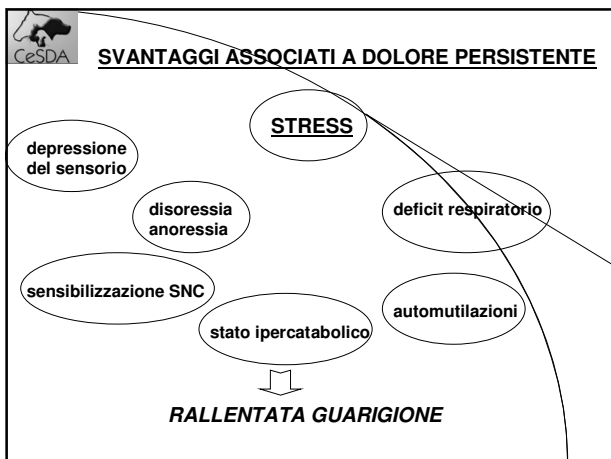 CeSDA
SVANTAGGI ASSOCIATI A DOLORE PERSISTENTE
STRESS
depressione
del sensorio
disoressia
anoressia
deficit respiratorio
sensibilizzazione SNC
automutilazioni
stato ipercatabolico
RALLENTATA GUARIGIONE